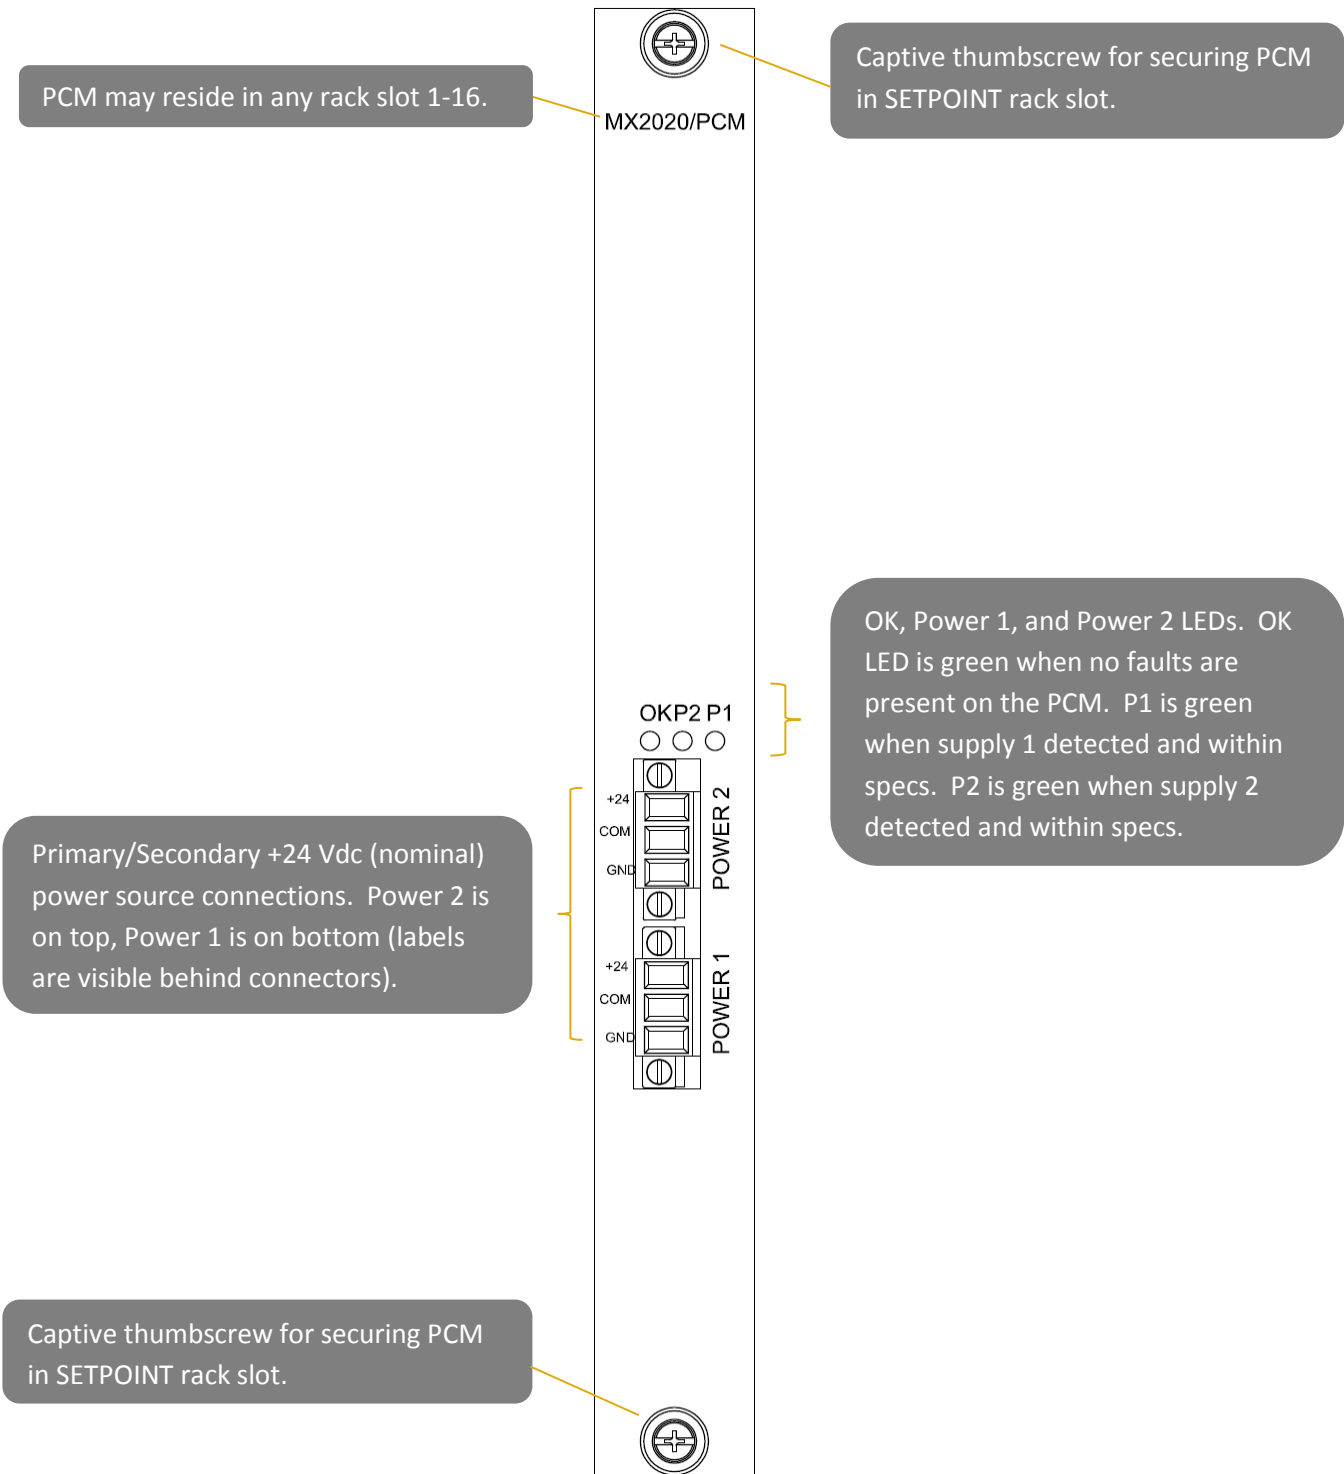 PCM may reside in any rack slot 1-16.
Captive thumbscrew for securing PCM
in SETPOINT rack slot.
MX2020/PCM
OK, Power 1, and Power 2 LEDs.  OK
LED is green when no faults are
present on the PCM.  P1 is green
when supply 1 detected and within
specs.  P2 is green when supply 2
detected and within specs.
OK P2 P1
+24
COM
GND
POWER 2
Primary/Secondary +24 Vdc (nominal)
power source connections.  Power 2 is
on top, Power 1 is on bottom (labels
are visible behind connectors).
+24
COM
GND
POWER 1
Captive thumbscrew for securing PCM
in SETPOINT rack slot.